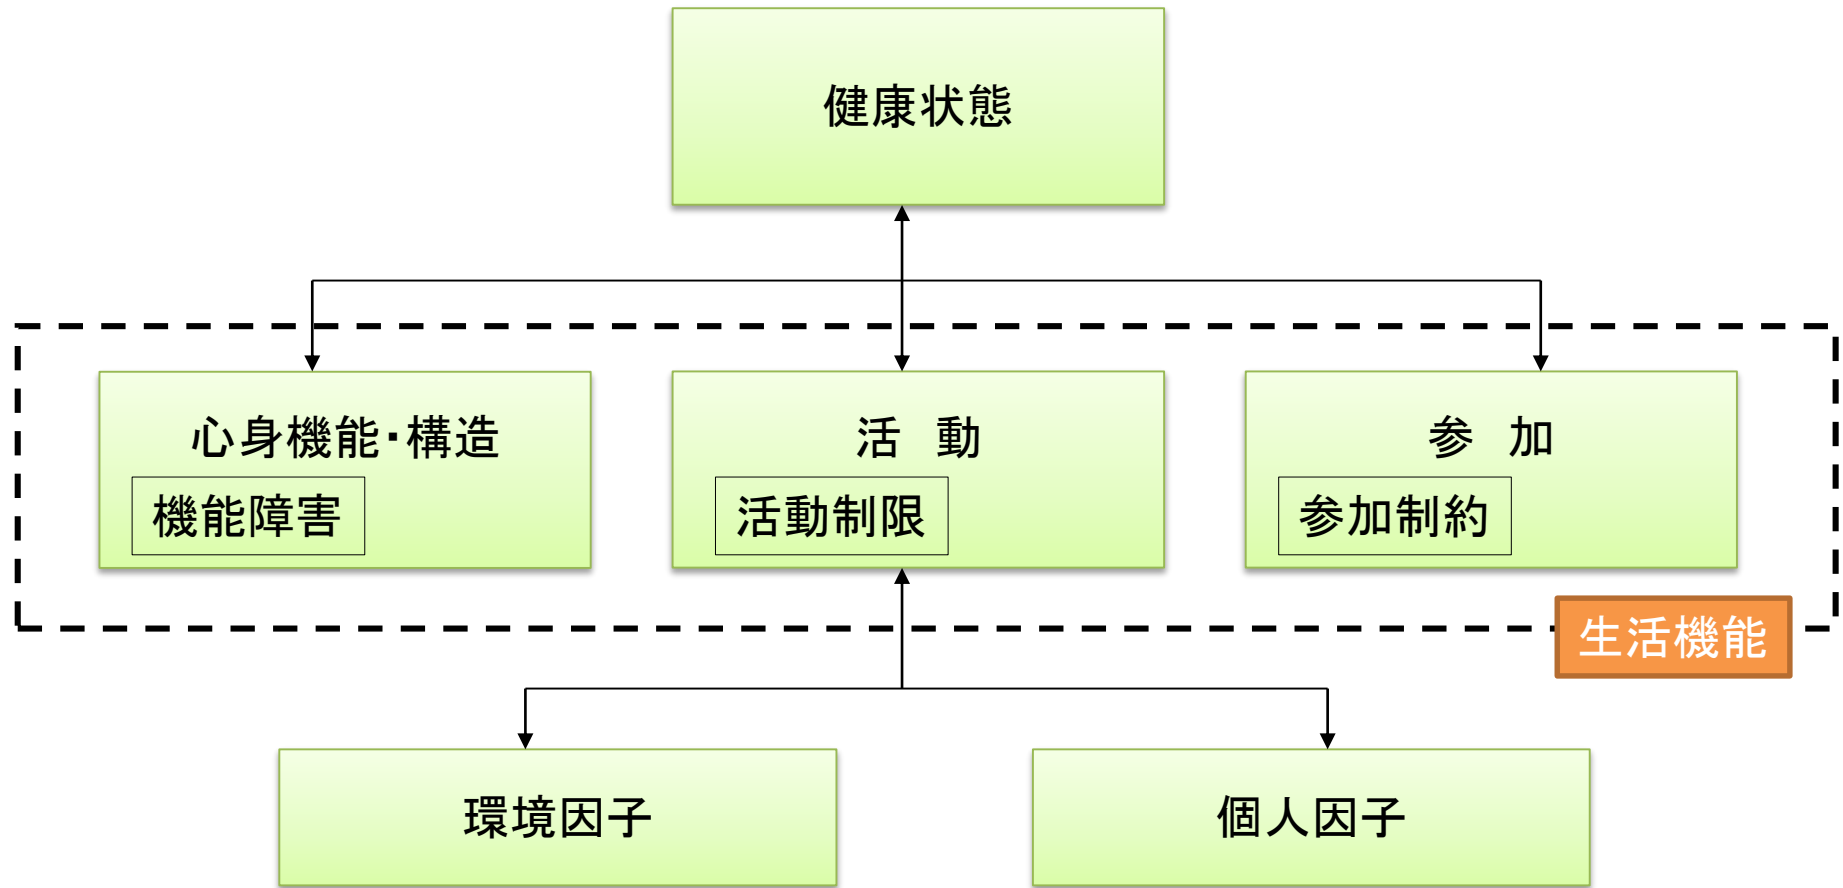 健康状態
心身機能・構造
機能障害
活　動
活動制限
参　加
参加制約
生活機能
環境因子
個人因子